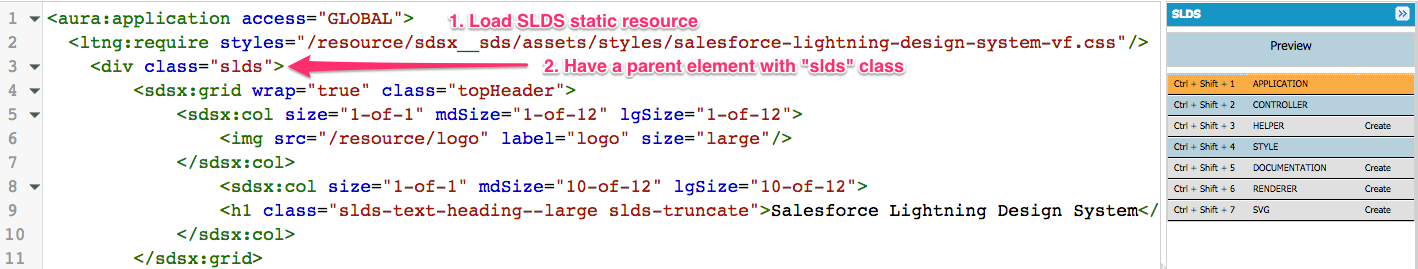 1 <aura:application access="GLOBAL"> 1. Load SLDS static resource
2 <ltng:require styles="/resource/sdsx__sds/assets/styles/salesforce-lightning-design-system-vf.css"/>
3 <div class="slds"> 2. Have a parent element with "slds" class
4 <sdsx:grid wrap="true" class="topHeader">
5 <sdsx:col size="1-of-1" mdSize="1-of-12" lgSize="1-of-12">
6 <img src="/resource/logo" label="logo" size="large"/>
7 </sdsx:col>
8 <sdsx:col size="1-of-1" mdSize="10-of-12" lgSize="10-of-12">
9 <h1 class="slds-text-heading--large slds-truncate">Salesforce Lightning Design System</
10 </sdsx:col>
11 </sdsx:grid>
SLDS »
Preview
Ctrl + Shift + 1 APPLICATION
Ctrl + Shift + 2 CONTROLLER
Ctrl + Shift + 3 HELPER Create
Ctrl + Shift + 4 STYLE
Ctrl + Shift + 5 DOCUMENTATION Create
Ctrl + Shift + 6 RENDERER Create
Ctrl + Shift + 7 SVG Create